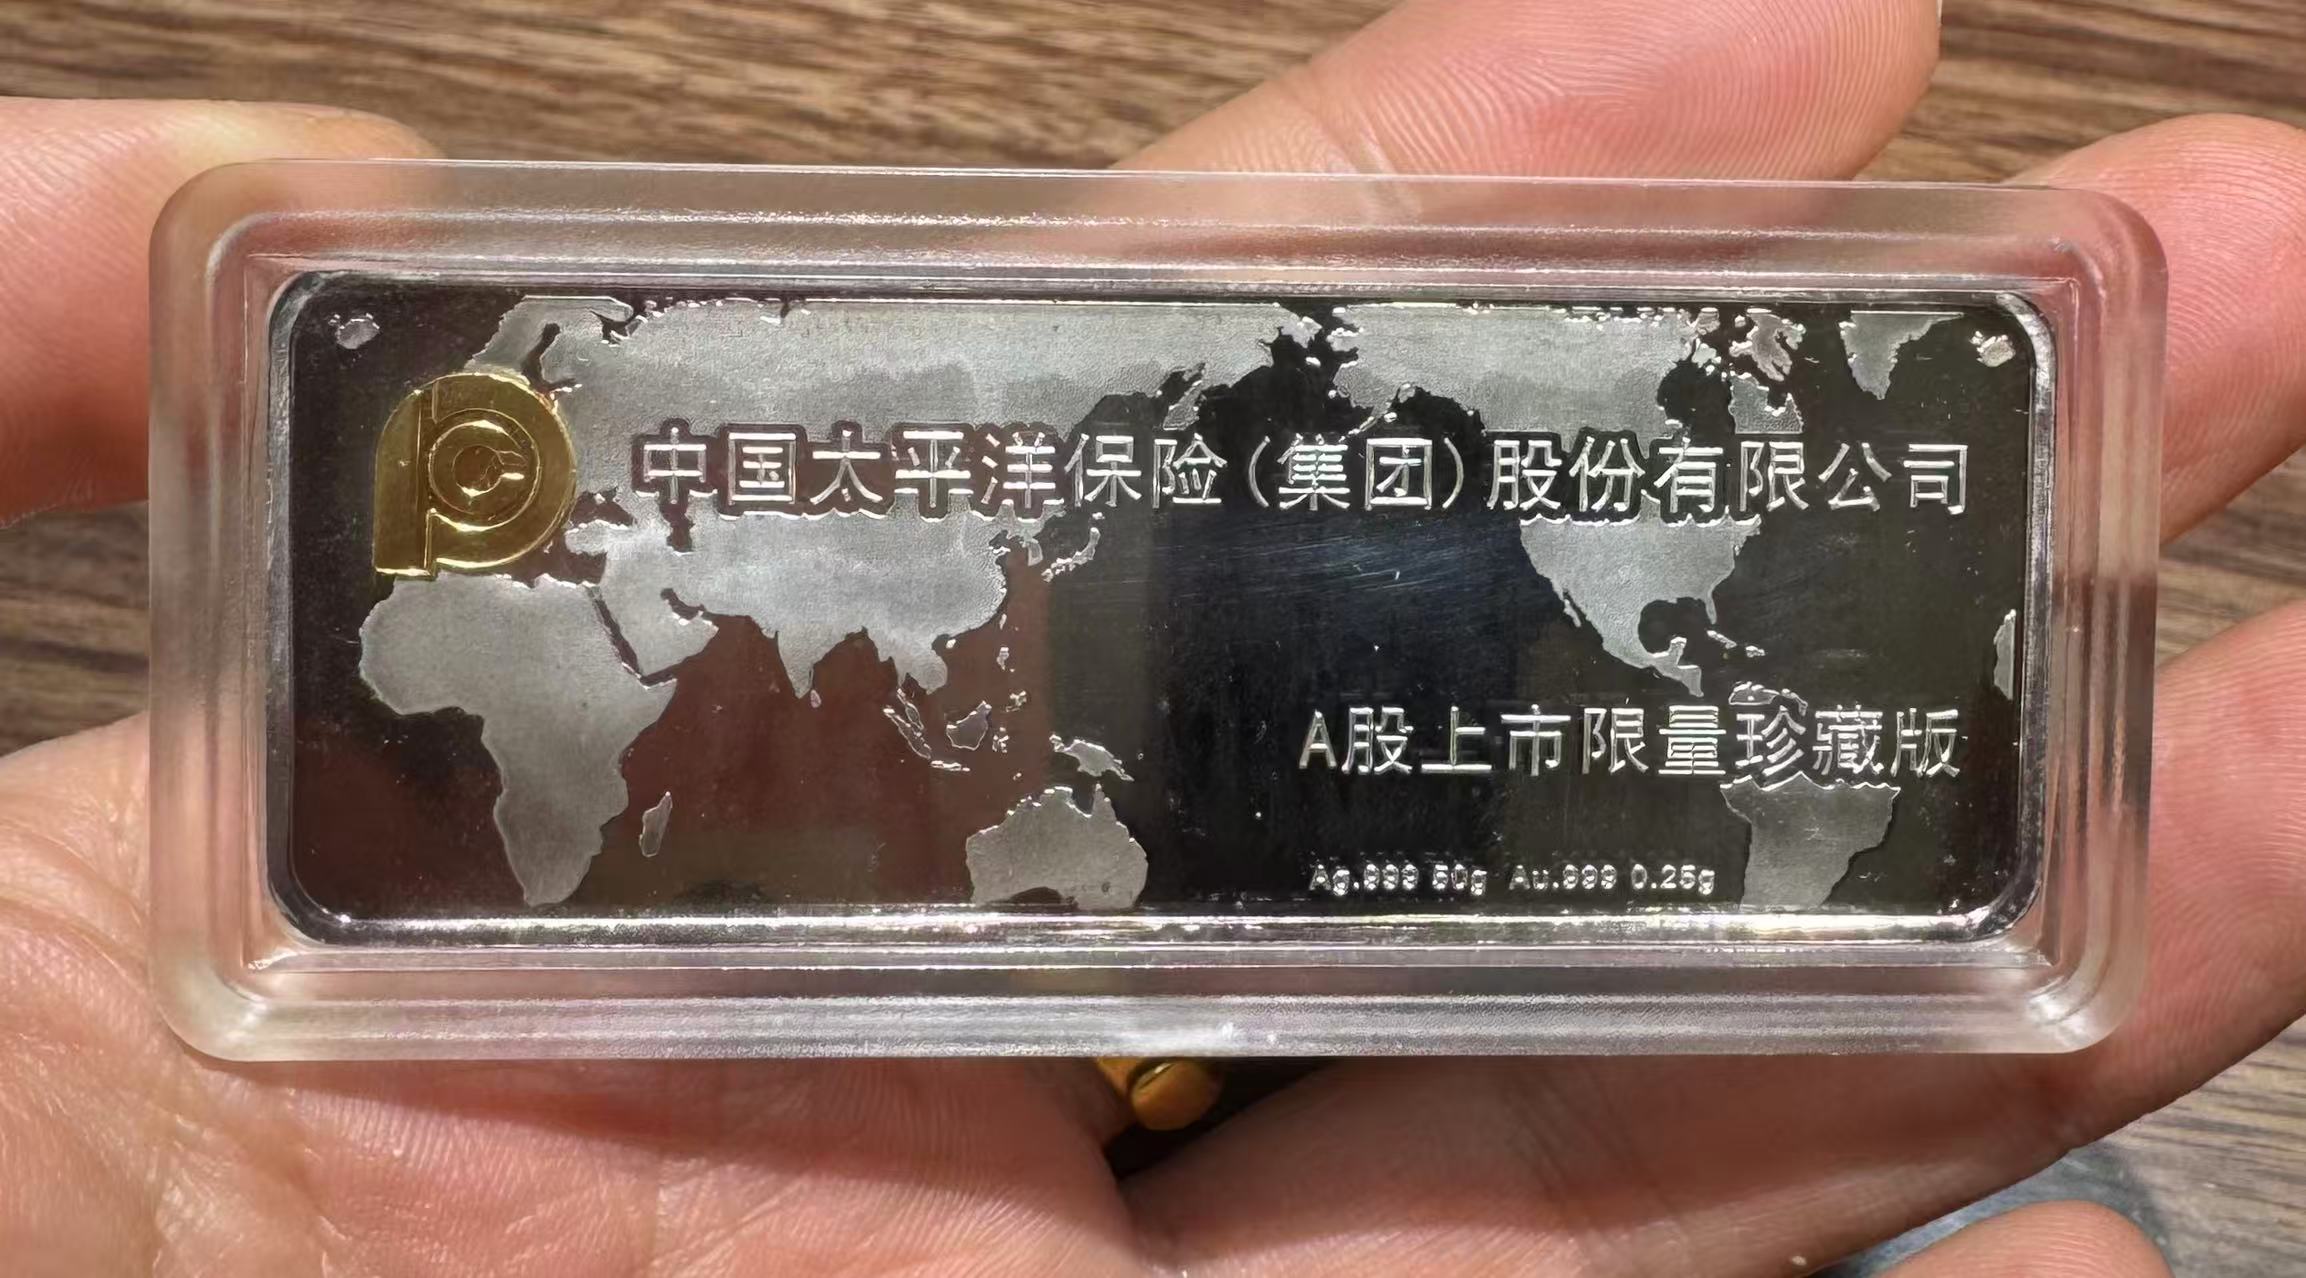 中国太平洋保险(集团)股份有限公司
A股上市限量珍藏版
Ag.999 50g Au.999 0.25g